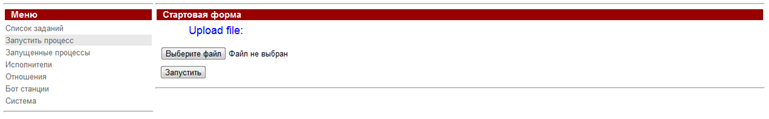 Меню
Список заданий
Запустить процесс
Запущенные процессы
Исполнители
Отношения
Бот станции
Система
Стартовая форма
Upload file:
Выберите файл Файл не выбран
Запустить